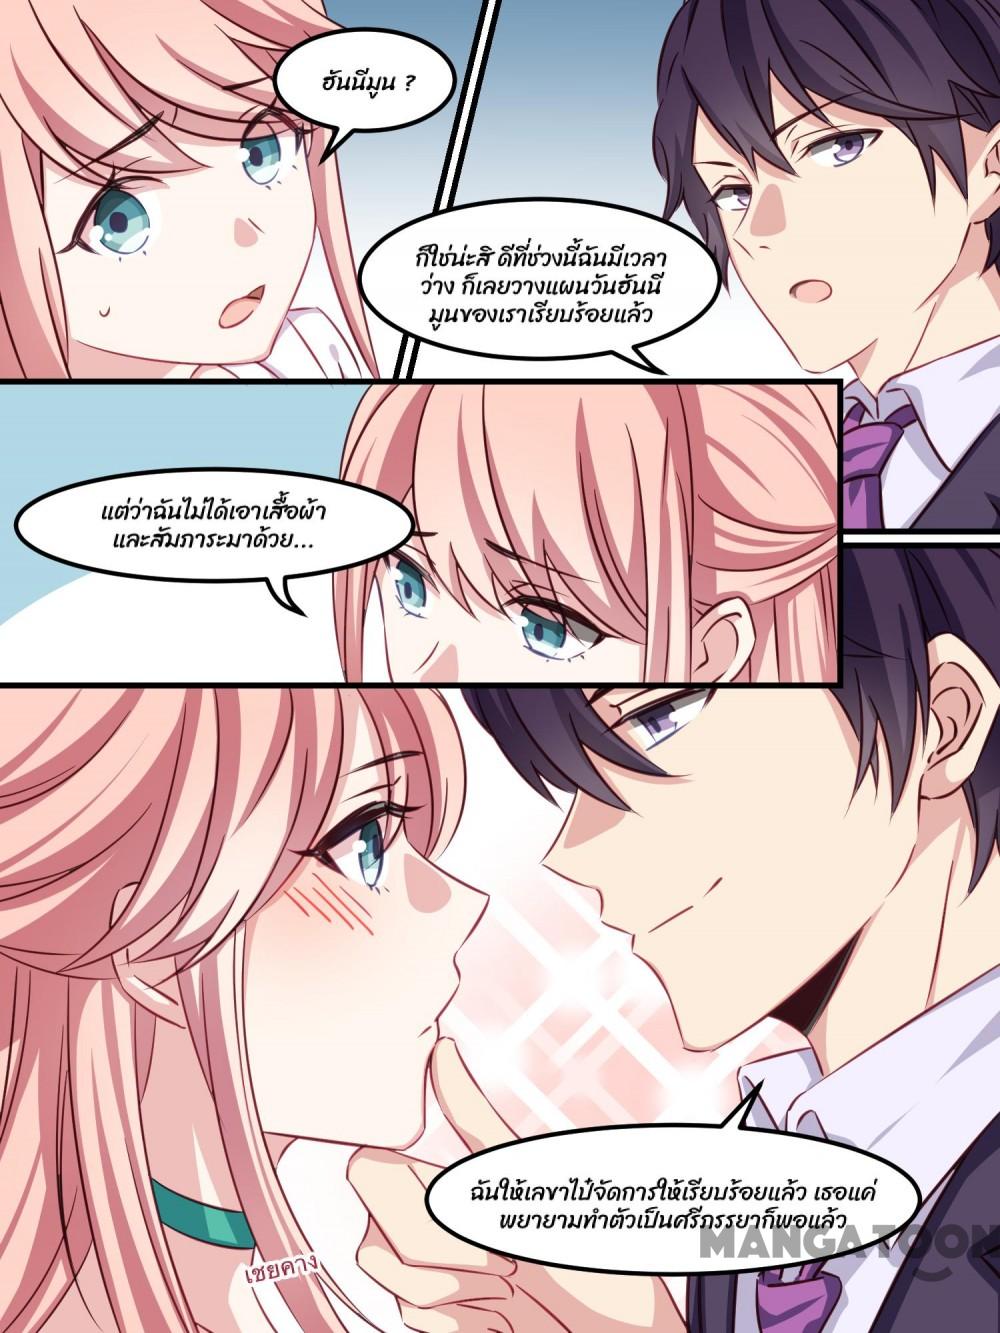 ฮันนีมูน ?
ก็ใช่น่ะสิ ดีที่ช่วงนี้ฉันมีเวลา
ว่าง ก็เลยวางแผนวันฮันนี
มูนของเราเรียบร้อยแล้ว
แต่ว่าฉันไม่ได้เอาเสื้อผ้า
และสัมภาระมาด้วย...
ฉันให้เลขาไปจัดการให้เรียบร้อยแล้ว เธอแค่
พยายามทำตัวเป็นศรีภรรยาก็พอแล้ว
MANGATOON
เชยคาง